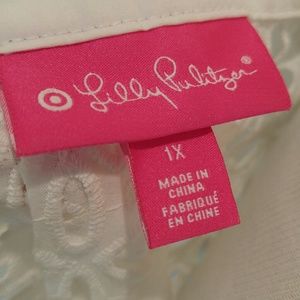 Lilly Pulitzer
1X
MADE IN
CHINA
FABRIQUÉ
EN CHINE